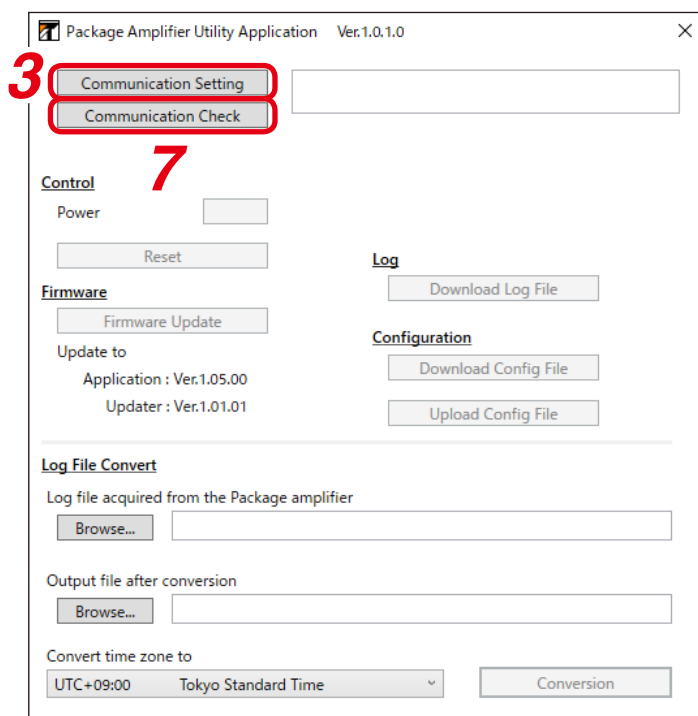 Package Amplifier Utility Application Ver.1.0.1.0
3
Communication Setting
Communication Check
7
Control
Power
Reset
Log
Download Log File
Firmware
Firmware Update
Configuration
Update to
Download Config File
Application : Ver.1.05.00
Updater : Ver.1.01.01
Upload Config File
Log File Convert
Log file acquired from the Package amplifier
Browse...
Output file after conversion
Browse...
Convert time zone to
UTC+09:00 Tokyo Standard Time
Conversion